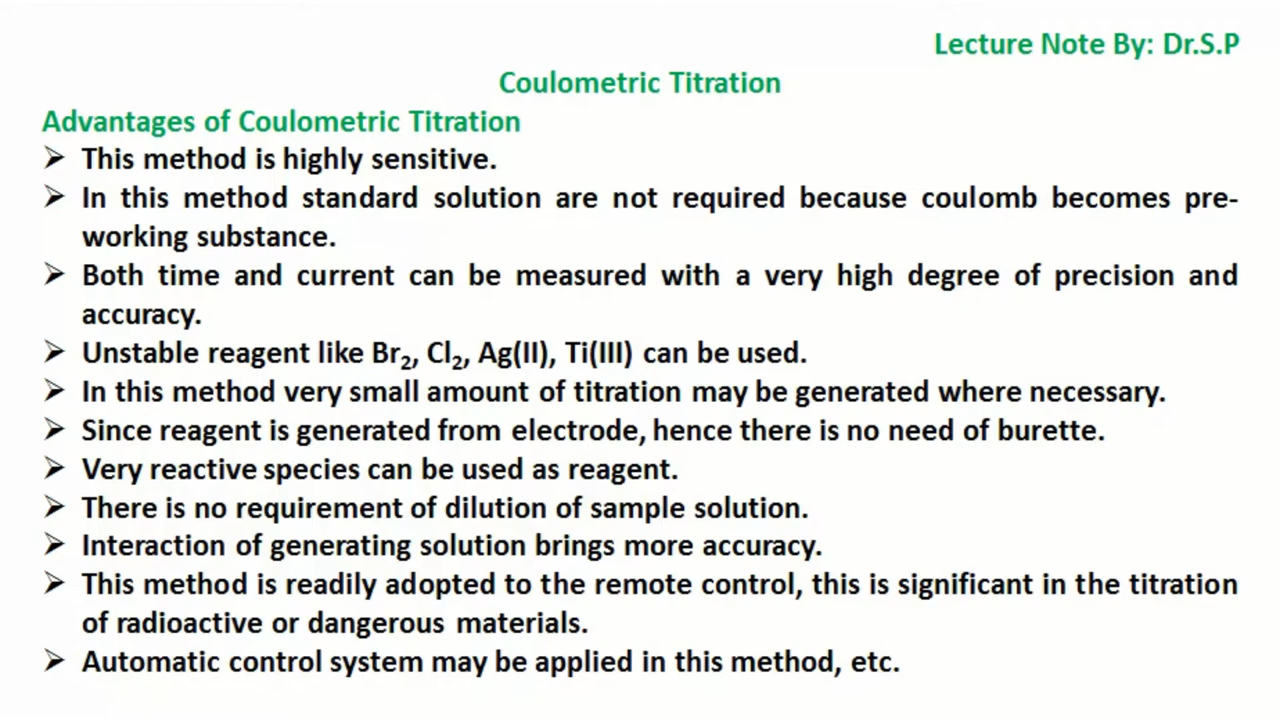 Lecture Note By: Dr.S.P
Coulometric Titration
Advantages of Coulometric Titration
➢ This method is highly sensitive.
➢ In this method standard solution are not required because coulomb becomes pre-
working substance.
➢ Both time and current can be measured with a very high degree of precision and
accuracy.
➢ Unstable reagent like Br₂, Cl₂, Ag(II), Ti(III) can be used.
➢ In this method very small amount of titration may be generated where necessary.
➢ Since reagent is generated from electrode, hence there is no need of burette.
➢ Very reactive species can be used as reagent.
➢ There is no requirement of dilution of sample solution.
➢ Interaction of generating solution brings more accuracy.
➢ This method is readily adopted to the remote control, this is significant in the titration
of radioactive or dangerous materials.
➢ Automatic control system may be applied in this method, etc.